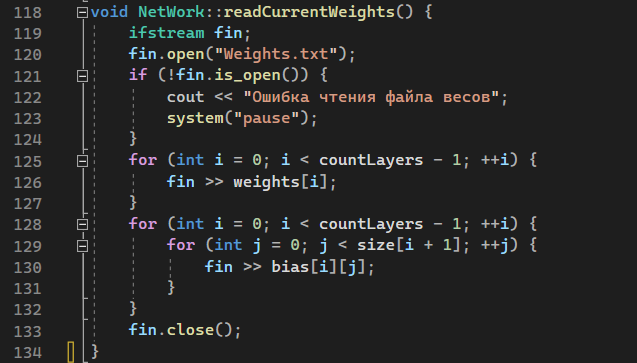 118 void NetWork::readCurrentWeights() {
119 ifstream fin;
120 fin.open("Weights.txt");
121 if (!fin.is_open()) {
122 cout << "Ошибка чтения файла весов";
123 system("pause");
124 }
125 for (int i = 0; i < countLayers - 1; ++i) {
126 fin >> weights[i];
127 }
128 for (int i = 0; i < countLayers - 1; ++i) {
129 for (int j = 0; j < size[i + 1]; ++j) {
130 fin >> bias[i][j];
131 }
132 }
133 fin.close();
134 }